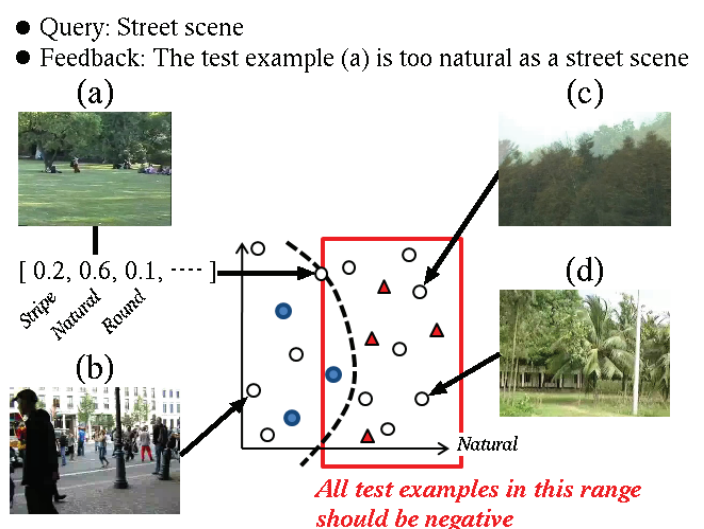 ● Query: Street scene
● Feedback: The test example (a) is too natural as a street scene
(a)
(c)
[ 0.2, 0.6, 0.1, ····· ]
Stripe
Natural
Round
(d)
(b)
Natural
All test examples in this range
should be negative